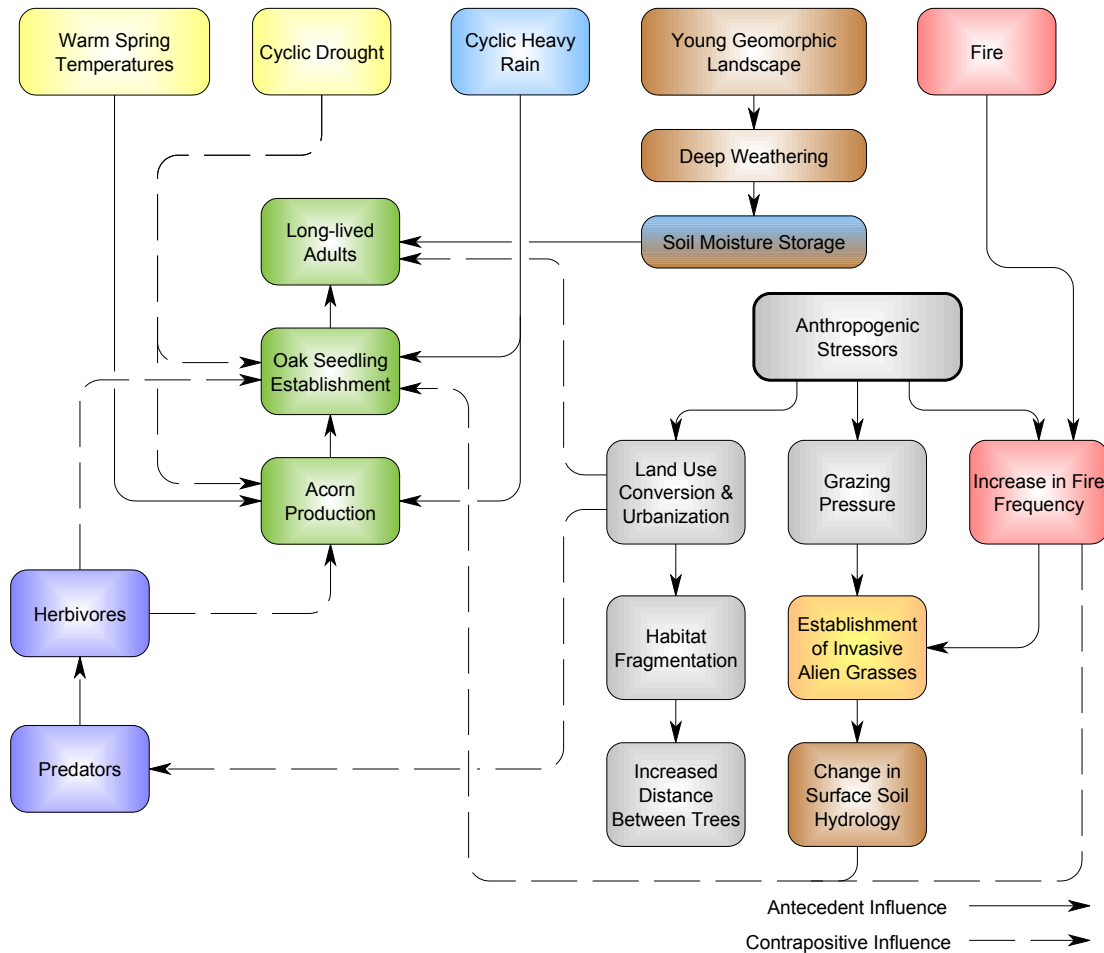 Warm Spring
Temperatures
Cyclic Drought
Cyclic Heavy
Rain
Young Geomorphic
Landscape
Fire
Deep Weathering
Long-lived
Adults
Soil Moisture Storage
Anthropogenic
Stressors
Oak Seedling
Establishment
Acorn
Production
Land Use
Conversion &
Urbanization
Grazing
Pressure
Increase in Fire
Frequency
Herbivores
Habitat
Fragmentation
Establishment
of Invasive
Alien Grasses
Predators
Increased
Distance
Between Trees
Change in
Surface Soil
Hydrology
Antecedent Influence
Contrapositive Influence